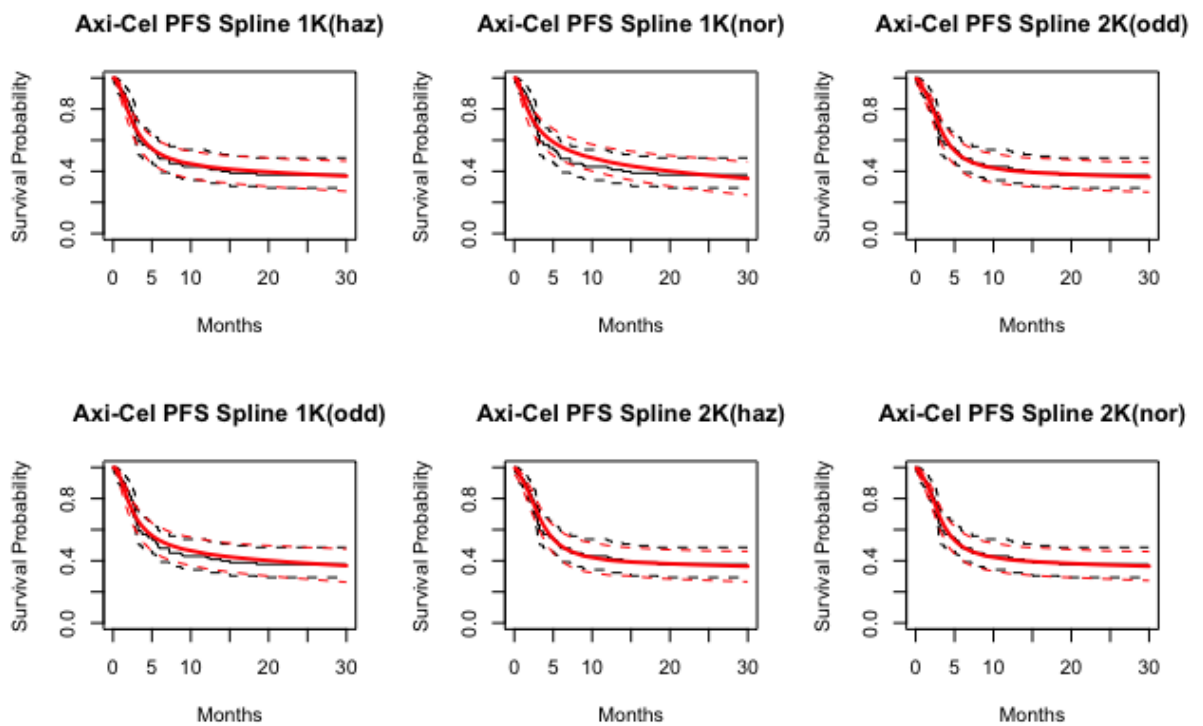 Axi-Cel PFS Spline 1K(haz)
Survival Probability
0.8
0.4
0.0
0 5 10 20 30
Months
Axi-Cel PFS Spline 1K(nor)
Survival Probability
0.8
0.4
0.0
0 5 10 20 30
Months
Axi-Cel PFS Spline 2K(odd)
Survival Probability
0.8
0.4
0.0
0 5 10 20 30
Months
Axi-Cel PFS Spline 1K(odd)
Survival Probability
0.8
0.4
0.0
0 5 10 20 30
Months
Axi-Cel PFS Spline 2K(haz)
Survival Probability
0.8
0.4
0.0
0 5 10 20 30
Months
Axi-Cel PFS Spline 2K(nor)
Survival Probability
0.8
0.4
0.0
0 5 10 20 30
Months